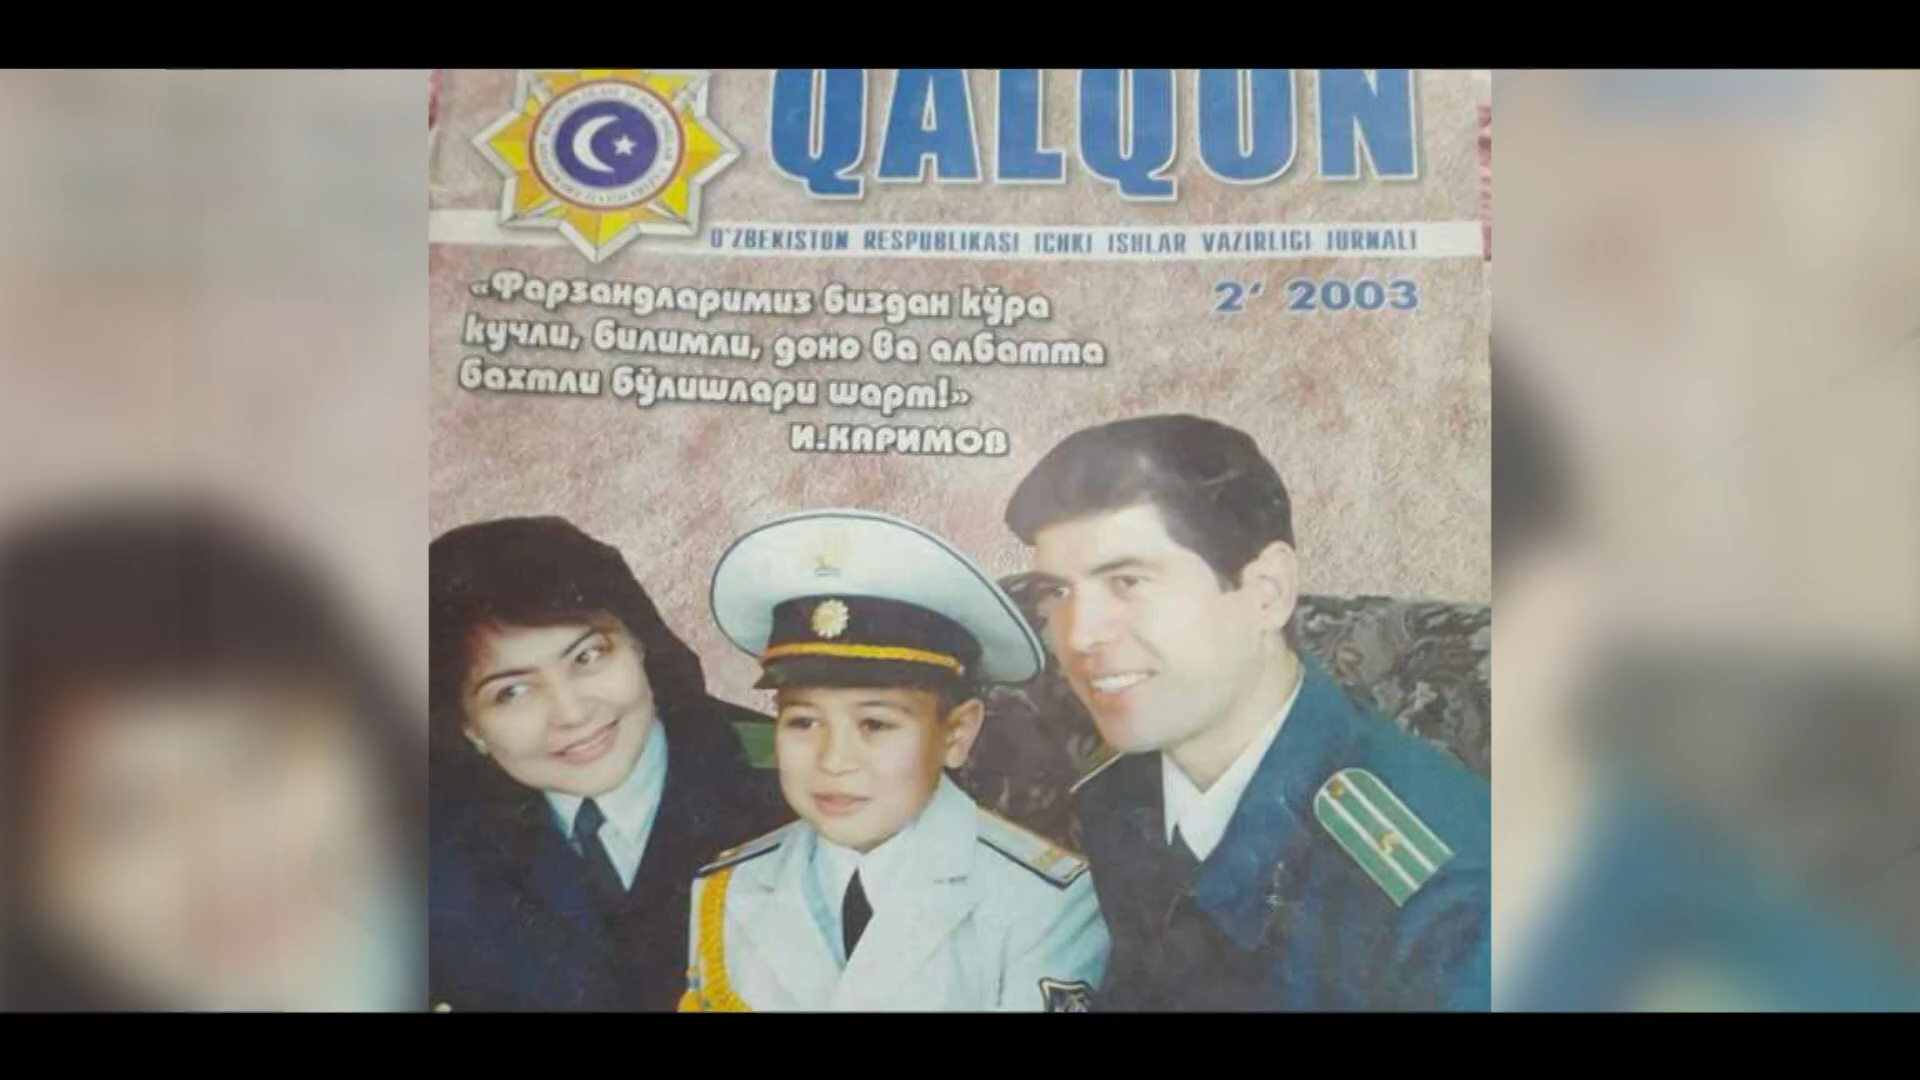 QALQON
O'ZBEKISTON RESPUBLIKASI ICHKI ISHLAR VAZIRLIGI JURNALI
2' 2003
«Фарзандларимиз биздан кўра
кучли, билимли, доно ва албатта
бахтли бўлишлари шарт!»
И.КАРИМОВ